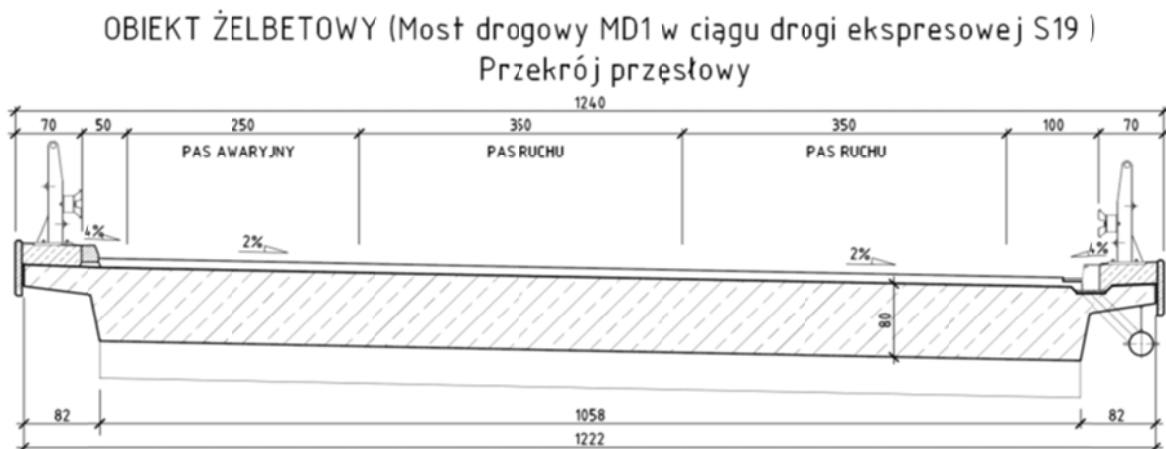 OBIEKT ŻELBETOWY (Most drogowy MD1 w ciągu drogi ekspresowej S19 )
Przekrój przęsłowy
1240
70 50 250 350 350 100 70
PAS AWARYJNY PAS RUCHU PAS RUCHU
4% 2% 2% 4%
80
82 1058 82
1222